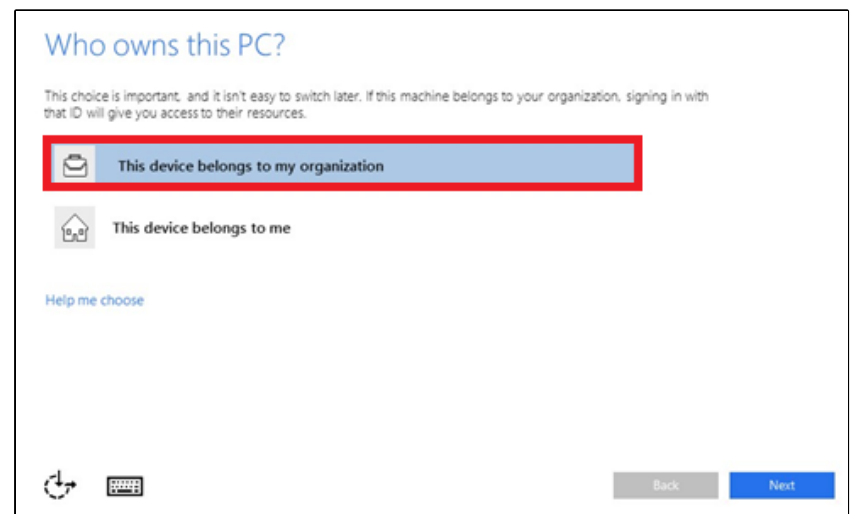 Who owns this PC?
This choice is important, and it isn't easy to switch later. If this machine belongs to your organization, signing in with
that ID will give you access to their resources.
This device belongs to my organization
This device belongs to me
Help me choose
Back
Next